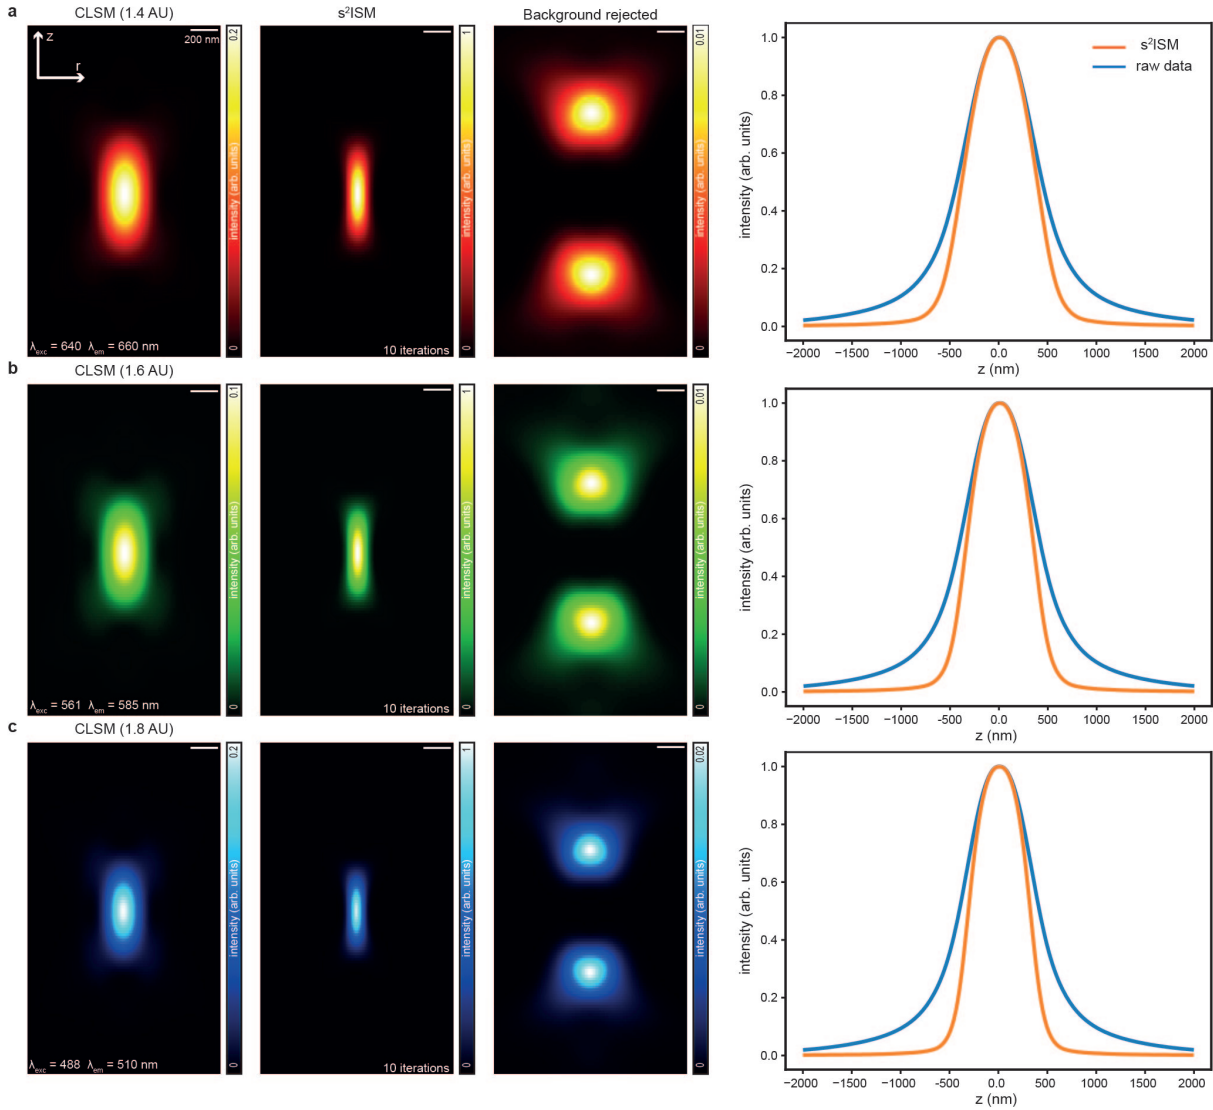 a
CLSM (1.4 AU)
s²ISM
Background rejected
z
r
200 nm
0.2
intensity (arb. units)
0
1
intensity (arb. units)
0
0.01
intensity (arb. units)
0
λexc = 640 λem = 660 nm
10 iterations
s²ISM
raw data
1.0
0.8
0.6
0.4
0.2
0.0
intensity (arb. units)
−2000 −1500 −1000 -500 0.0 500 1000 1500 2000
z (nm)
b
CLSM (1.6 AU)
0.1
intensity (arb. units)
0
1
intensity (arb. units)
0
0.01
intensity (arb. units)
0
λexc = 561 λem = 585 nm
10 iterations
1.0
0.8
0.6
0.4
0.2
0.0
intensity (arb. units)
−2000 −1500 −1000 -500 0.0 500 1000 1500 2000
z (nm)
c
CLSM (1.8 AU)
0.2
intensity (arb. units)
0
1
intensity (arb. units)
0
0.02
intensity (arb. units)
0
λexc = 488 λem = 510 nm
10 iterations
1.0
0.8
0.6
0.4
0.2
0.0
intensity (arb. units)
−2000 −1500 −1000 -500 0.0 500 1000 1500 2000
z (nm)